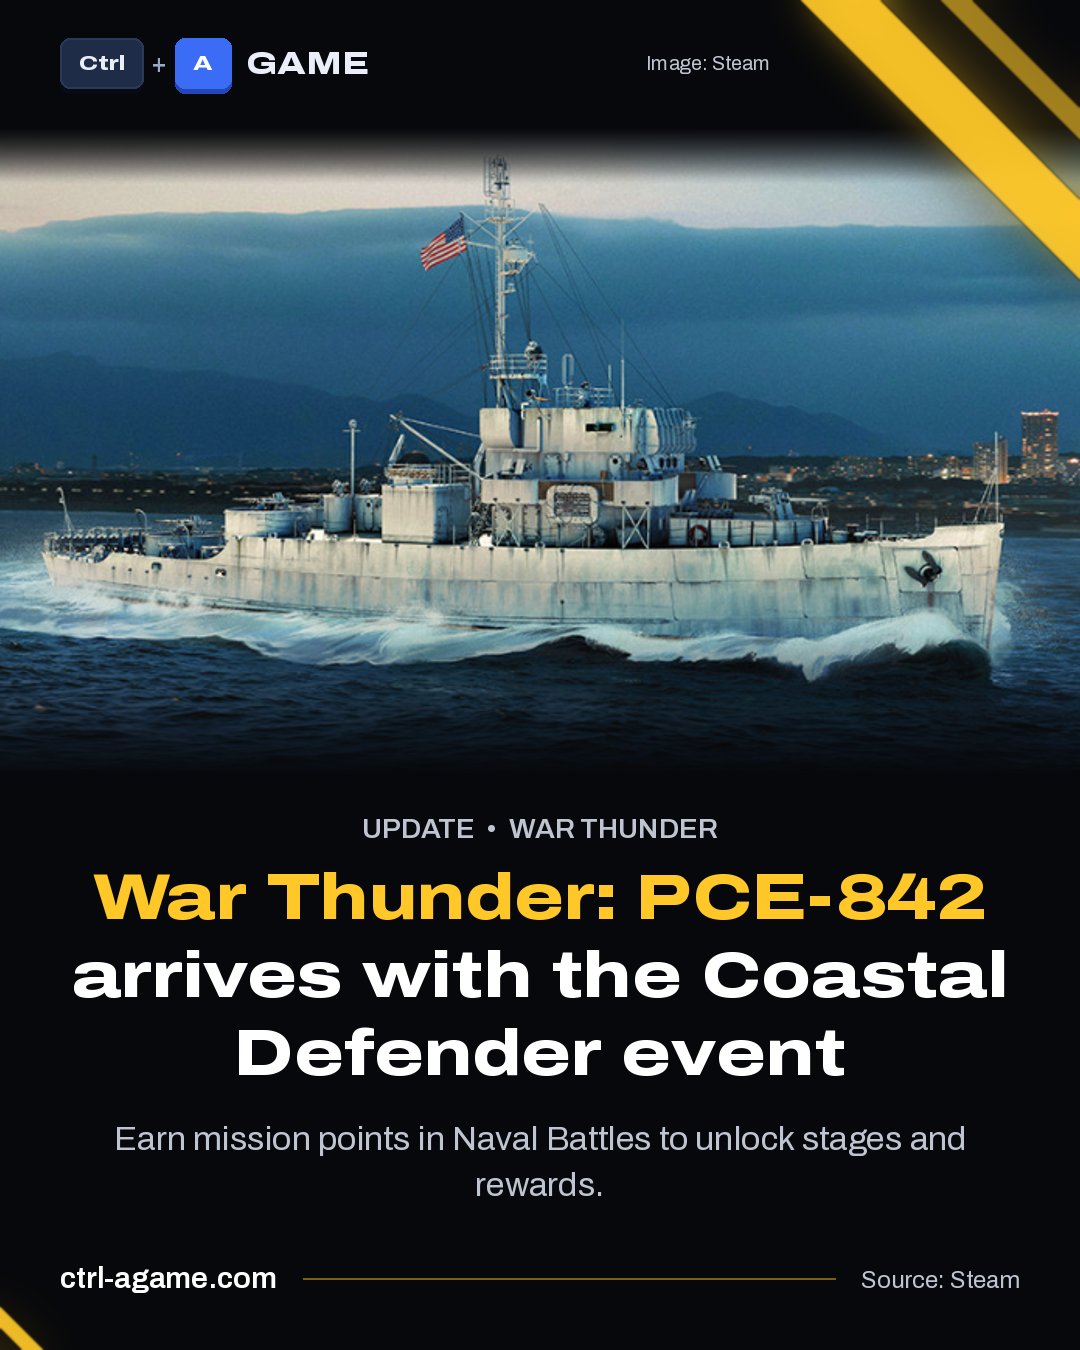 Ctrl + A GAME
Image: Steam
UPDATE • WAR THUNDER
War Thunder: PCE-842
arrives with the Coastal
Defender event
Earn mission points in Naval Battles to unlock stages and
rewards.
ctrl-agame.com
Source: Steam